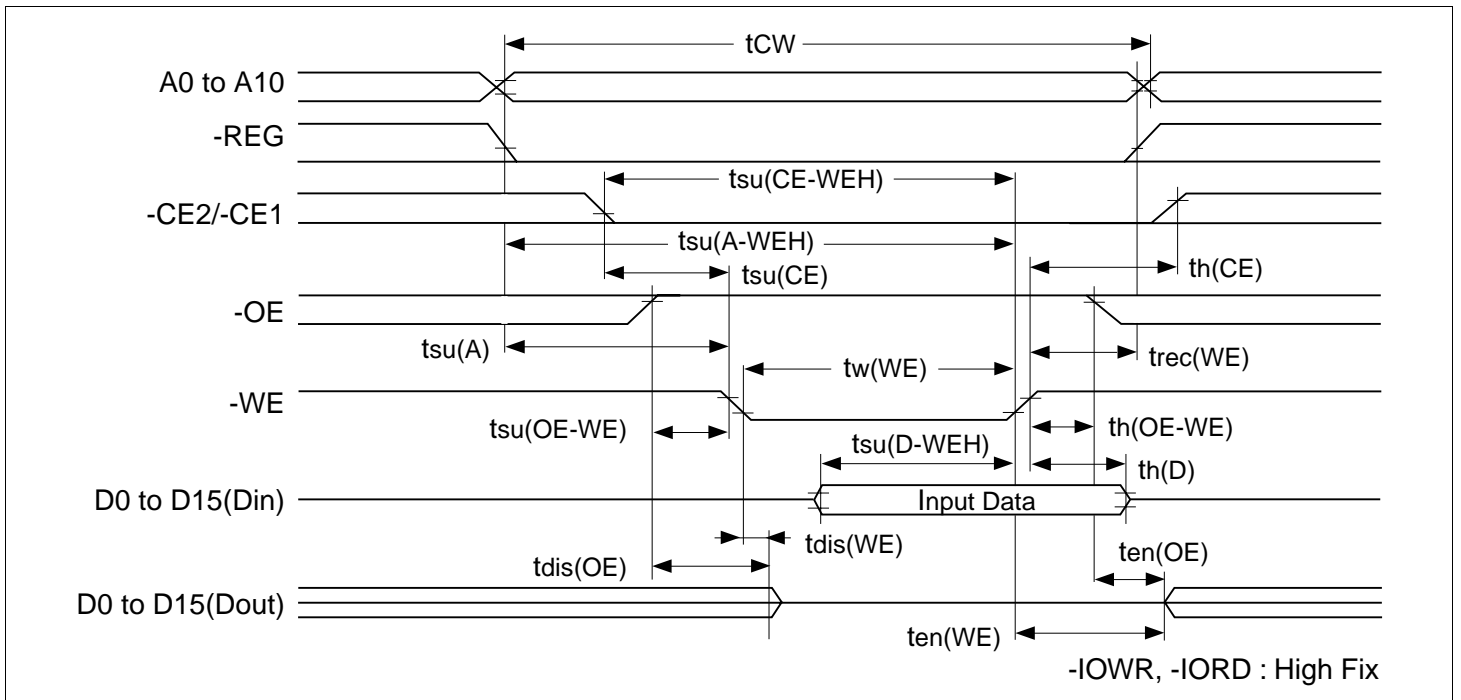 tCW
A0 to A10
-REG
tsu(CE-WEH)
-CE2/-CE1
tsu(A-WEH)
tsu(CE)
th(CE)
-OE
tsu(A)
trec(WE)
tw(WE)
-WE
tsu(OE-WE)
th(OE-WE)
tsu(D-WEH)
th(D)
D0 to D15(Din)
Input Data
tdis(WE)
ten(OE)
tdis(OE)
D0 to D15(Dout)
ten(WE)
-IOWR, -IORD : High Fix